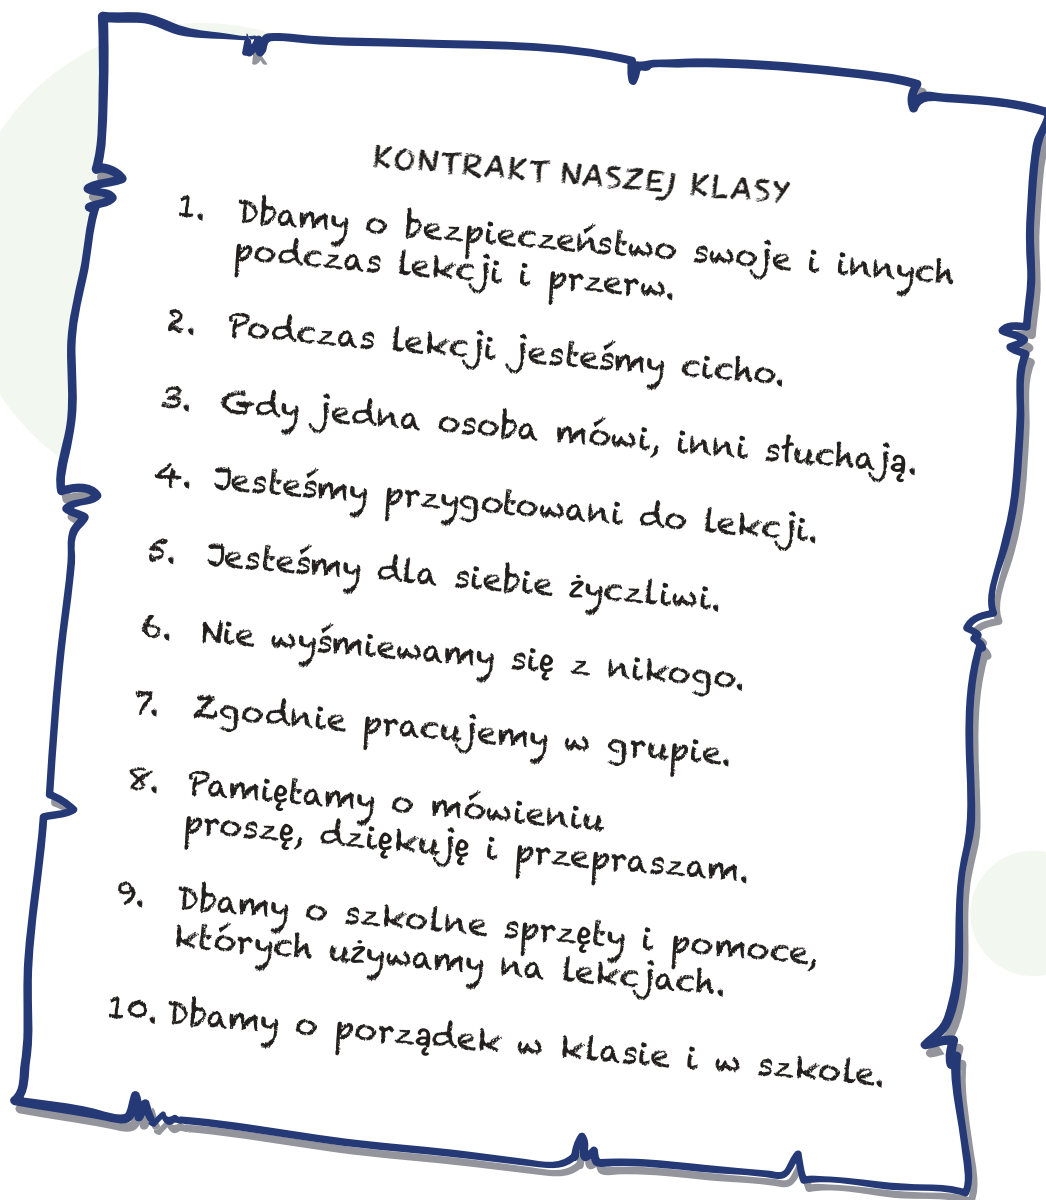 KONTRAKT NASZEJ KLASY
1. Dbamy o bezpieczeństwo swoje i innych
podczas lekcji i przerw.
2. Podczas lekcji jesteśmy cicho.
3. Gdy jedna osoba mówi, inni słuchają.
4. Jesteśmy przygotowani do lekcji.
5. Jesteśmy dla siebie życzliwi.
6. Nie wyśmiewamy się z nikogo.
7. Zgodnie pracujemy w grupie.
8. Pamiętamy o mówieniu
proszę, dziękuję i przepraszam.
9. Dbamy o szkolne sprzęty i pomoce,
których używamy na lekcjach.
10. Dbamy o porządek w klasie i w szkole.